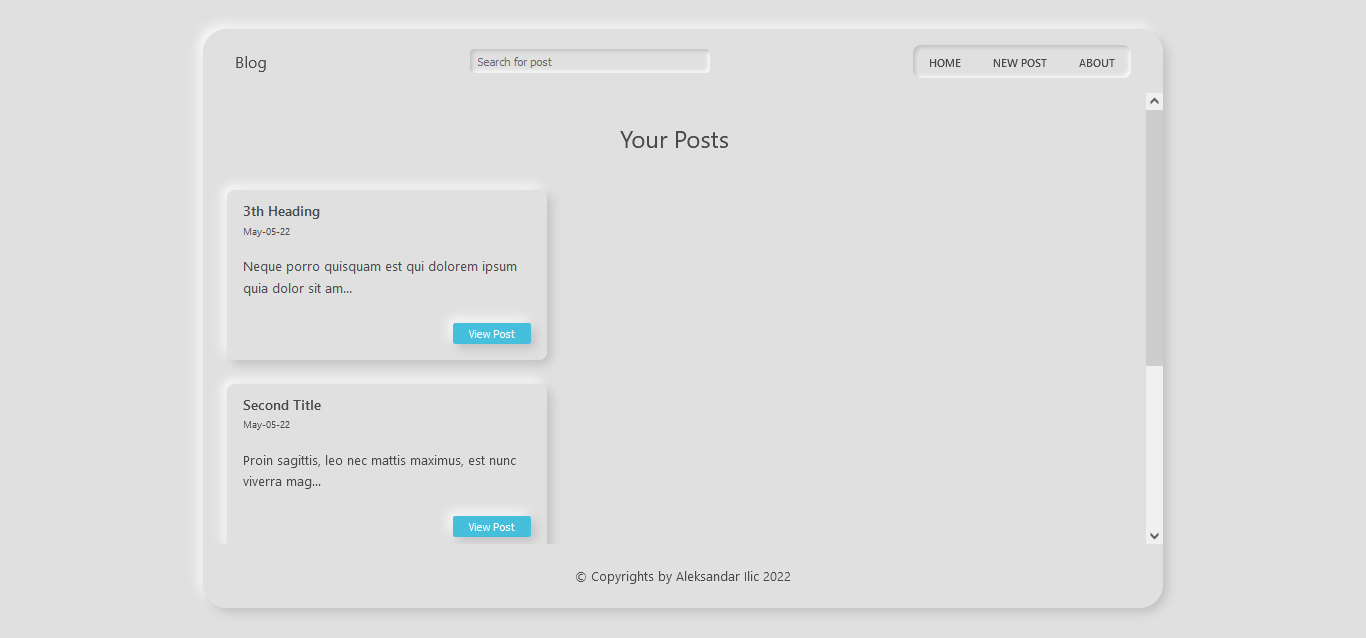 Blog
Search for post
HOME NEW POST ABOUT
Your Posts
3th Heading
May-05-22
Neque porro quisquam est qui dolorem ipsum
quia dolor sit am...
View Post
Second Title
May-05-22
Proin sagittis, leo nec mattis maximus, est nunc
viverra mag...
View Post
© Copyrights by Aleksandar Ilic 2022